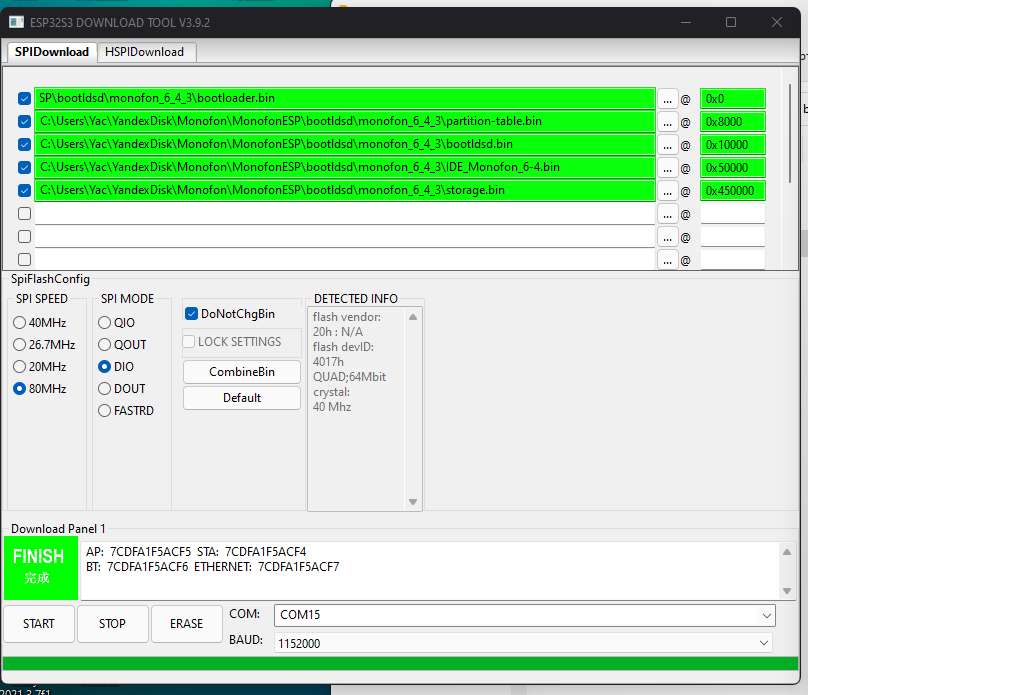 ESP32S3 DOWNLOAD TOOL V3.9.2
SPIDownload HSPIDownload
SP\bootldsd\monofon_6_4_3\bootloader.bin ... @ 0x0
C:\Users\Yac\YandexDisk\Monofon\MonofonESP\bootldsd\monofon_6_4_3\partition-table.bin ... @ 0x8000
C:\Users\Yac\YandexDisk\Monofon\MonofonESP\bootldsd\monofon_6_4_3\bootldsd.bin ... @ 0x10000
C:\Users\Yac\YandexDisk\Monofon\MonofonESP\bootldsd\monofon_6_4_3\IDE_Monofon_6-4.bin ... @ 0x50000
C:\Users\Yac\YandexDisk\Monofon\MonofonESP\bootldsd\monofon_6_4_3\storage.bin ... @ 0x450000
... @
... @
... @
SpiFlashConfig
SPI SPEED
40MHz
26.7MHz
20MHz
80MHz
SPI MODE
QIO
QOUT
DIO
DOUT
FASTRD
DoNotChgBin
LOCK SETTINGS
CombineBin
Default
DETECTED INFO
flash vendor:
20h : N/A
flash devID:
4017h
QUAD;64Mbit
crystal:
40 Mhz
Download Panel 1
FINISH
完成
AP: 7CDFA1F5ACF5 STA: 7CDFA1F5ACF4
BT: 7CDFA1F5ACF6 ETHERNET: 7CDFA1F5ACF7
START STOP ERASE
COM: COM15
BAUD: 1152000
2021.3.7f1